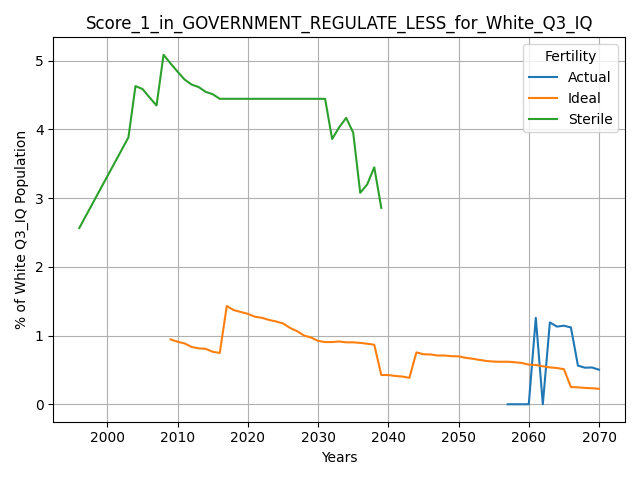 Score_1_in_GOVERNMENT_REGULATE_LESS_for_White_Q3_IQ
Fertility
Actual
Ideal
Sterile
% of White Q3_IQ Population
5
4
3
2
1
0
2000
2010
2020
2030
2040
2050
2060
2070
Years